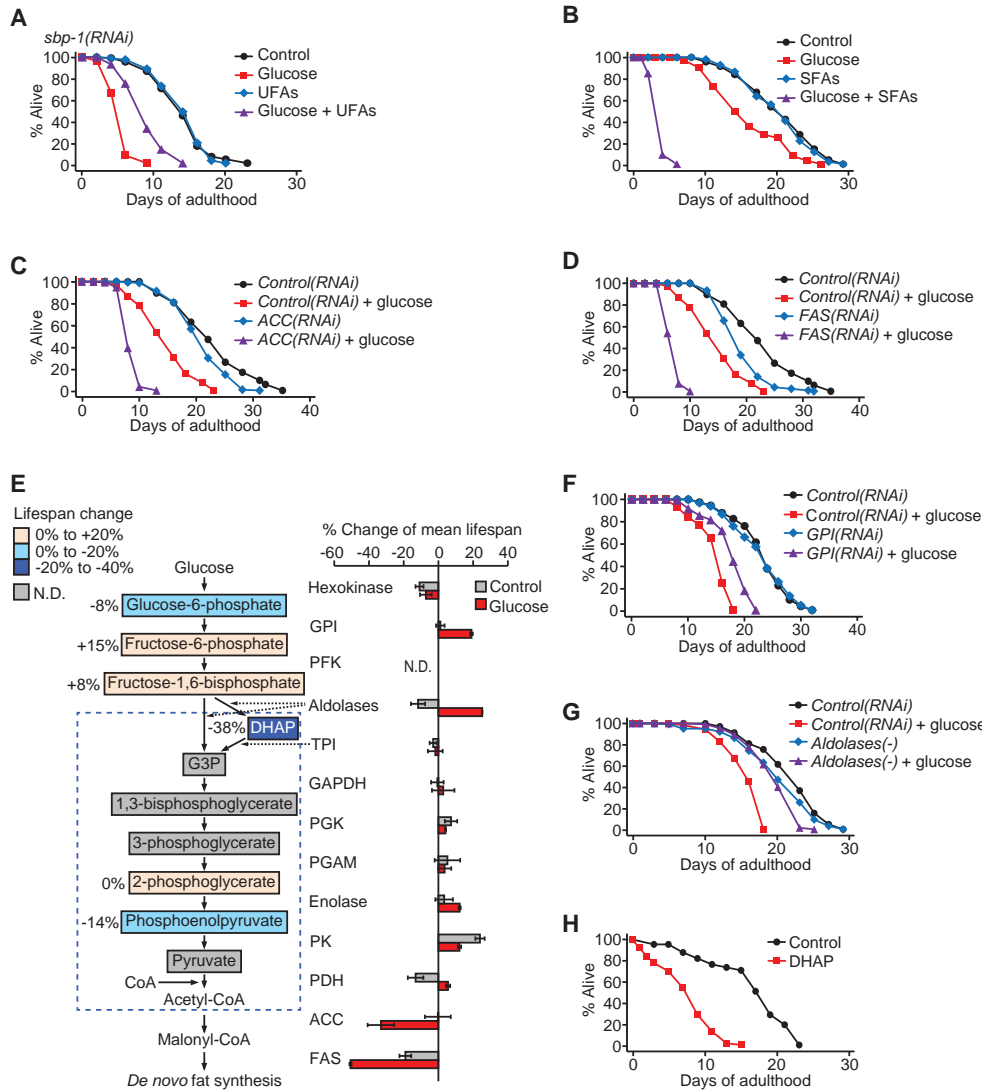 A
sbp-1(RNAi)
% Alive
100
80
60
40
20
0
0
10
20
30
Days of adulthood
Control
Glucose
UFAs
Glucose + UFAs
B
% Alive
100
80
60
40
20
0
0
10
20
30
Days of adulthood
Control
Glucose
SFAs
Glucose + SFAs
C
% Alive
100
80
60
40
20
0
0
10
20
30
40
Days of adulthood
Control(RNAi)
Control(RNAi) + glucose
ACC(RNAi)
ACC(RNAi) + glucose
D
% Alive
100
80
60
40
20
0
0
10
20
30
40
Days of adulthood
Control(RNAi)
Control(RNAi) + glucose
FAS(RNAi)
FAS(RNAi) + glucose
E
Lifespan change
0% to +20%
0% to -20%
-20% to -40%
N.D.
Glucose
-8% Glucose-6-phosphate
+15% Fructose-6-phosphate
+8% Fructose-1,6-bisphosphate
-38% DHAP
G3P
1,3-bisphosphoglycerate
3-phosphoglycerate
0% 2-phosphoglycerate
-14% Phosphoenolpyruvate
Pyruvate
CoA
Acetyl-CoA
Malonyl-CoA
De novo fat synthesis
% Change of mean lifespan
-60 -40 -20 0 20 40
Control
Glucose
Hexokinase
GPI
PFK
N.D.
Aldolases
TPI
GAPDH
PGK
PGAM
Enolase
PK
PDH
ACC
FAS
F
% Alive
100
80
60
40
20
0
0
10
20
30
40
Days of adulthood
Control(RNAi)
Control(RNAi) + glucose
GPI(RNAi)
GPI(RNAi) + glucose
G
% Alive
100
80
60
40
20
0
0
10
20
30
Days of adulthood
Control(RNAi)
Control(RNAi) + glucose
Aldolases(-)
Aldolases(-) + glucose
H
% Alive
100
80
60
40
20
0
0
10
20
30
Days of adulthood
Control
DHAP